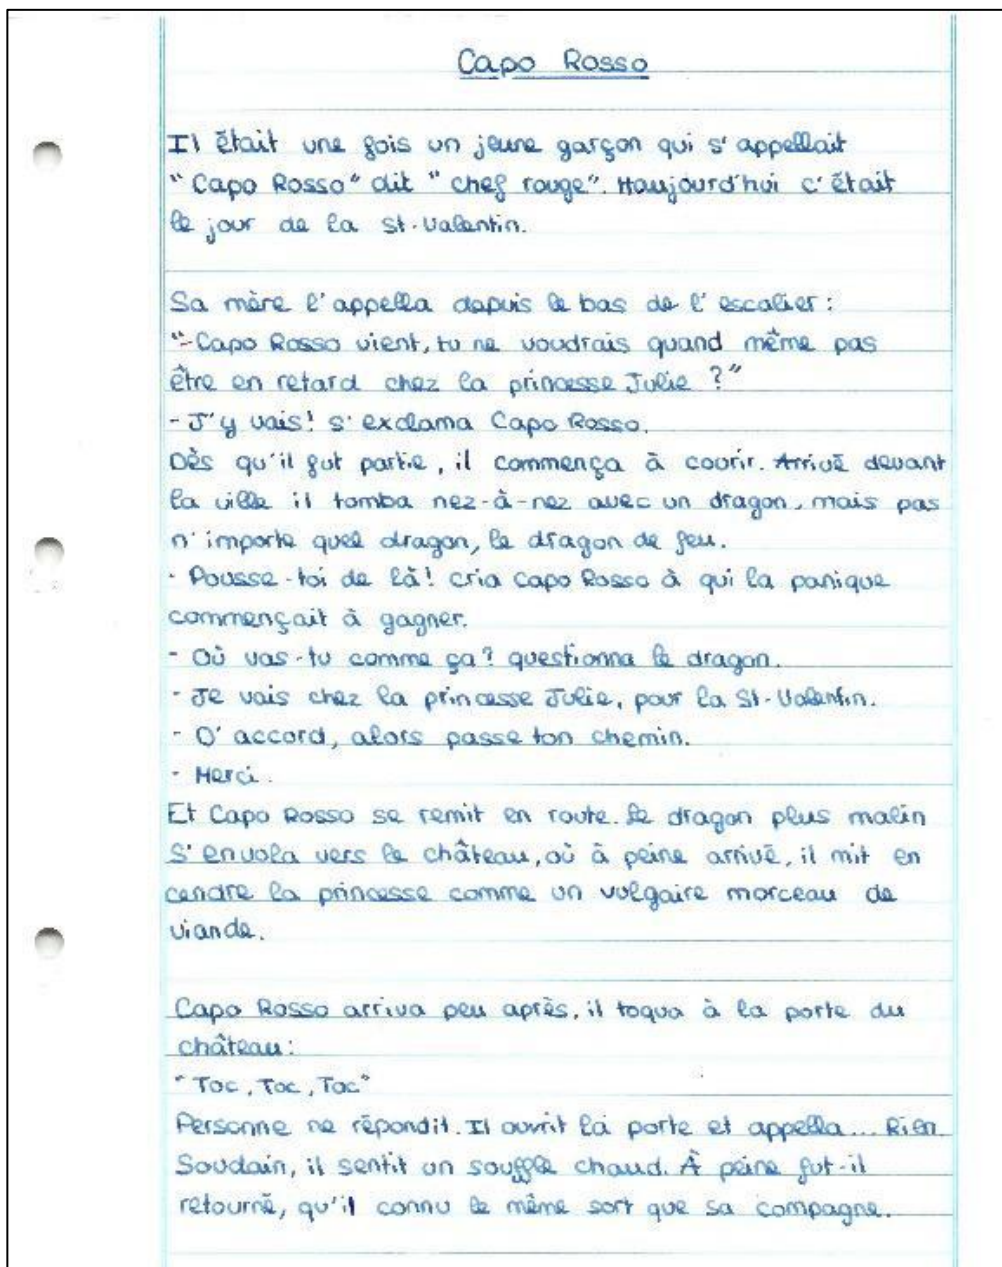 Capo Rosso
Il était une fois un jeune garçon qui s'appellait
"Capo Rosso" dit "chef rouge". Haujourd'hui c'était
le jour de la St-Valentin.
Sa mère l'appella depuis le bas de l'escalier :
"-Capo Rosso vient, tu ne voudrais quand même pas
être en retard chez la princesse Julie ?"
- J'y vais! s'exclama Capo Rosso.
Dès qu'il fut partie, il commença à courir. Arrivé devant
la ville il tomba nez-à-nez avec un dragon, mais pas
n'importe quel dragon, le dragon de feu.
- Pousse-toi de là! cria Capo Rosso à qui la panique
commençait à gagner.
- Où vas-tu comme ça? questionna le dragon.
- Je vais chez la princesse Julie, pour la St-Valentin.
- D'accord, alors passe ton chemin.
- Merci.
Et Capo Rosso se remit en route. Le dragon plus malin
s'envola vers le château, où à peine arrivé, il mit en
cendre la princesse comme un vulgaire morceau de
viande.
Capo Rosso arriva peu après, il toqua à la porte du
château:
"Toc, Toc, Toc"
Personne ne répondit. Il ouvrit la porte et appella... Rien
Soudain, il sentit un souffle chaud. À peine fut-il
retourné, qu'il connu le même sort que sa compagne.